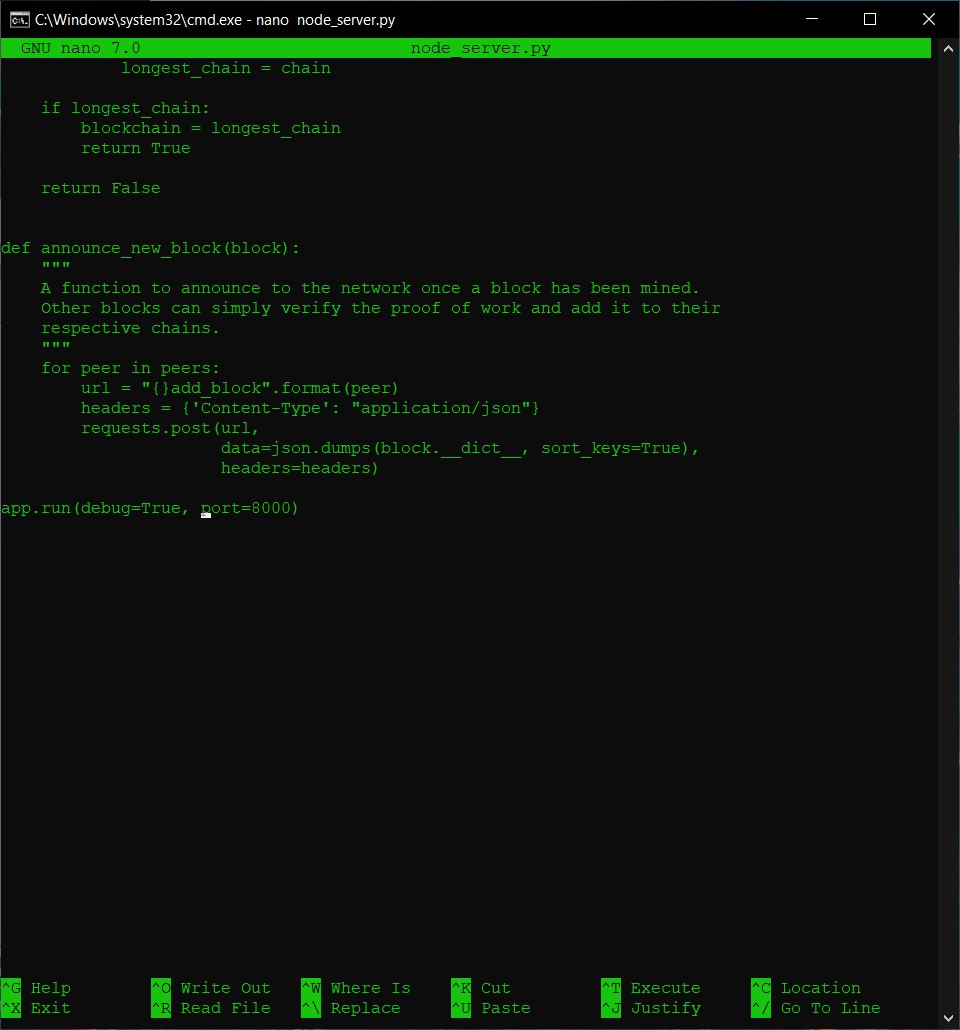 C:\Windows\system32\cmd.exe - nano  node_server.py
GNU nano 7.0                           node_server.py
            longest_chain = chain

    if longest_chain:
        blockchain = longest_chain
        return True

    return False


def announce_new_block(block):
    """
    A function to announce to the network once a block has been mined.
    Other blocks can simply verify the proof of work and add it to their
    respective chains.
    """
    for peer in peers:
        url = "{}add_block".format(peer)
        headers = {'Content-Type': "application/json"}
        requests.post(url,
                      data=json.dumps(block.__dict__, sort_keys=True),
                      headers=headers)

app.run(debug=True, port=8000)
^G Help        ^O Write Out   ^W Where Is    ^K Cut         ^T Execute     ^C Location
^X Exit        ^R Read File   ^\ Replace     ^U Paste       ^J Justify     ^/ Go To Line